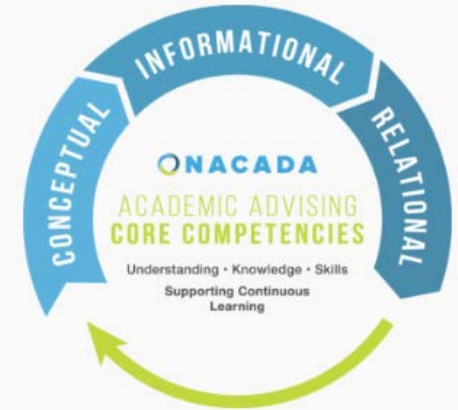 CONCEPTUAL
INFORMATIONAL
RELATIONAL
NACADA
ACADEMIC ADVISING
CORE COMPETENCIES
Understanding • Knowledge • Skills
Supporting Continuous
Learning